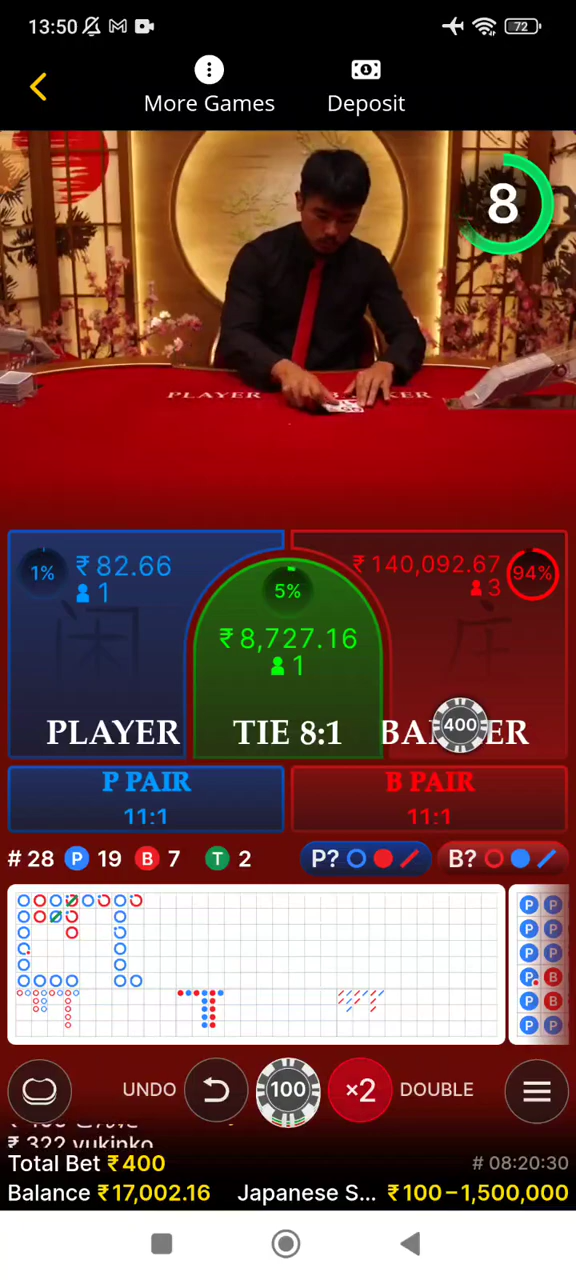 13:50
72
More Games
Deposit
8
PLAYER
1%
₹82.66
1
5%
₹8,727.16
1
₹140,092.67
94%
3
闲
庄
PLAYER
TIE 8:1
400
P PAIR
11:1
B PAIR
11:1
# 28 P 19 B 7 T 2
P?
B?
P P
P P
P P
P B
P B
P P
UNDO
100
×2
DOUBLE
₹ 322 yukinko
Total Bet ₹400
# 08:20:30
Balance ₹17,002.16
Japanese S...
₹100–1,500,000